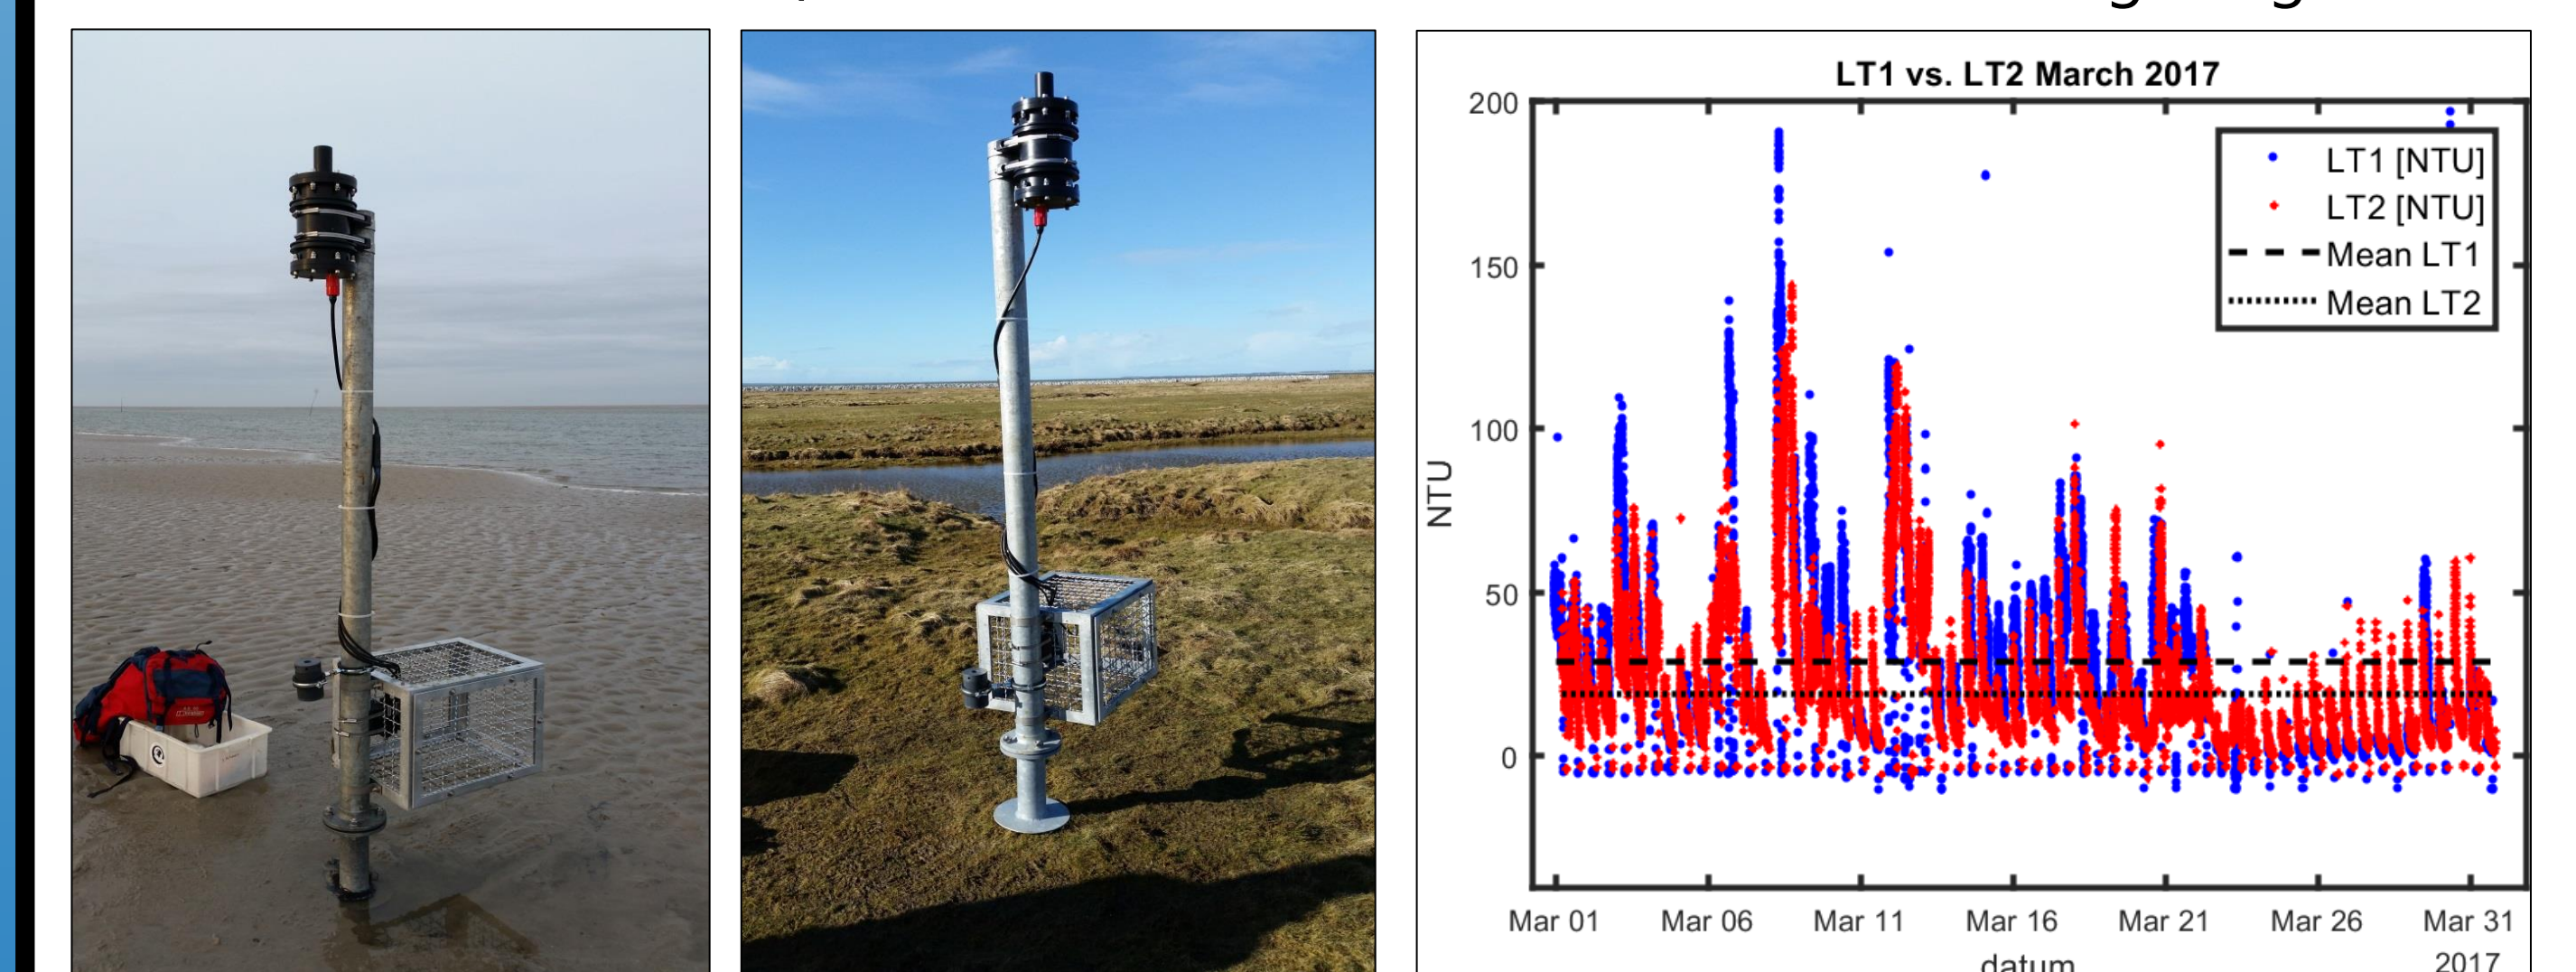 LT1 vs. LT2 March 2017
200
150
100
50
0
NTU
LT1 [NTU]
LT2 [NTU]
Mean LT1
Mean LT2
Mar 01 Mar 06 Mar 11 Mar 16 Mar 21 Mar 26 Mar 31
datum 2017